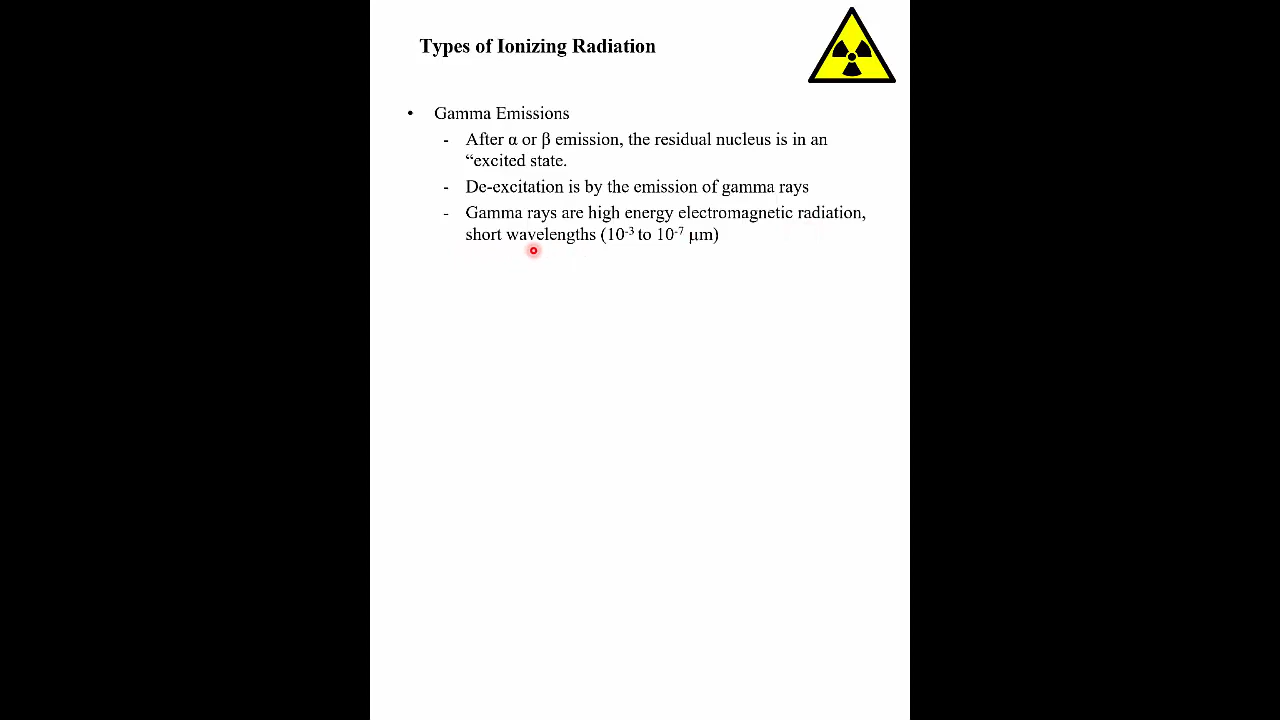 Types of Ionizing Radiation
• Gamma Emissions
- After α or β emission, the residual nucleus is in an
“excited state.
- De-excitation is by the emission of gamma rays
- Gamma rays are high energy electromagnetic radiation,
short wavelengths (10⁻³ to 10⁻⁷ μm)